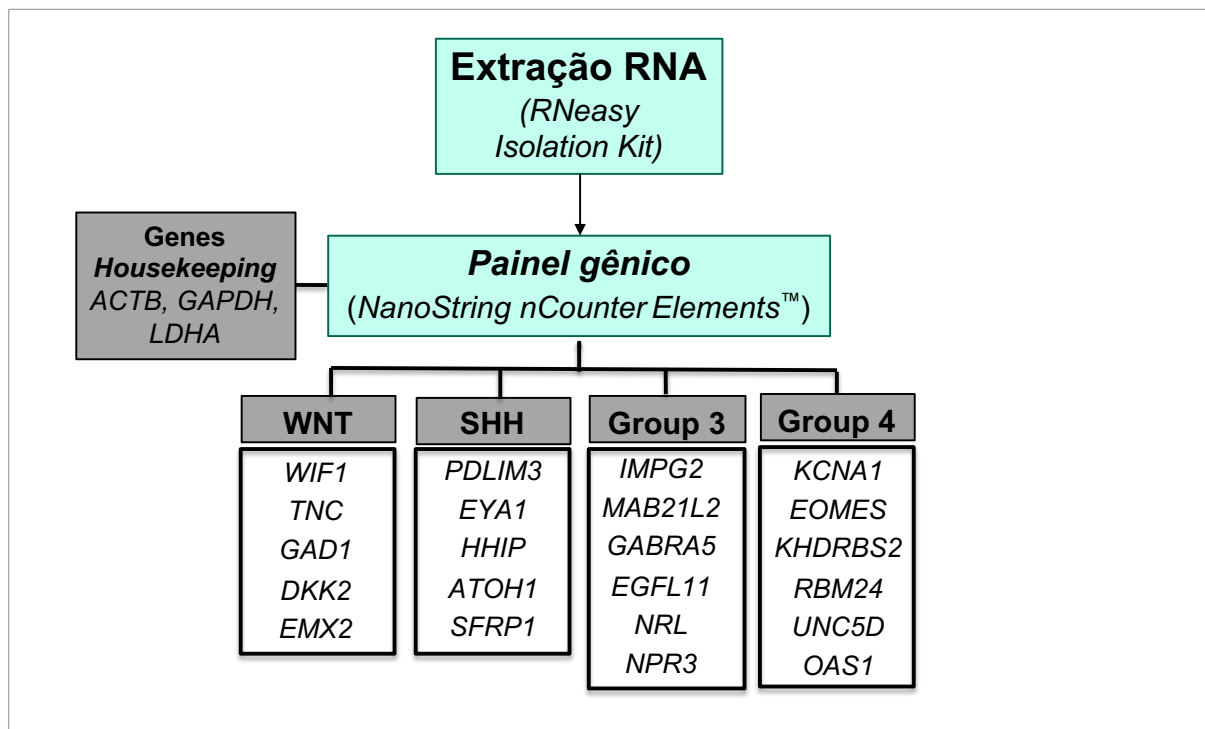 Extração RNA
(RNeasy
Isolation Kit)
Genes
Housekeeping
ACTB, GAPDH,
LDHA
Painel gênico
(NanoString nCounter Elements™)
WNT
WIF1
TNC
GAD1
DKK2
EMX2
SHH
PDLIM3
EYA1
HHIP
ATOH1
SFRP1
Group 3
IMPG2
MAB21L2
GABRA5
EGFL11
NRL
NPR3
Group 4
KCNA1
EOMES
KHDRBS2
RBM24
UNC5D
OAS1